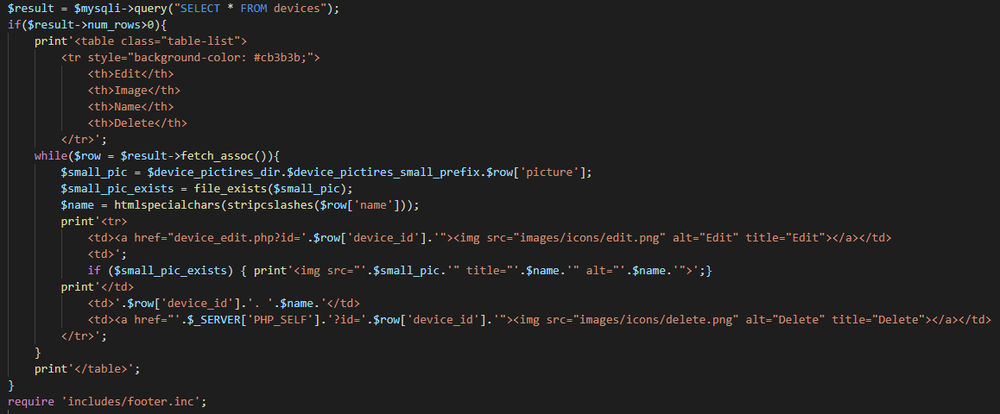 $result = $mysqli->query("SELECT * FROM devices");
if($result->num_rows>0){
    print'<table class="table-list">
        <tr style="background-color: #cb3b3b;">
            <th>Edit</th>
            <th>Image</th>
            <th>Name</th>
            <th>Delete</th>
        </tr>';
    while($row = $result->fetch_assoc()){
        $small_pic = $device_pictires_dir.$device_pictires_small_prefix.$row['picture'];
        $small_pic_exists = file_exists($small_pic);
        $name = htmlspecialchars(stripcslashes($row['name']));
        print'<tr>
            <td><a href="device_edit.php?id='.$row['device_id'].'"><img src="images/icons/edit.png" alt="Edit" title="Edit"></a></td>
            <td>';
            if ($small_pic_exists) { print'<img src="'.$small_pic.'" title="'.$name.'" alt="'.$name.'">';}
        print'</td>
            <td>'.$row['device_id'].'. '.$name.'</td>
            <td><a href="'.$_SERVER['PHP_SELF'].'?id='.$row['device_id'].'"><img src="images/icons/delete.png" alt="Delete" title="Delete"></a></td>
        </tr>';
    }
    print'</table>';
}
require 'includes/footer.inc';